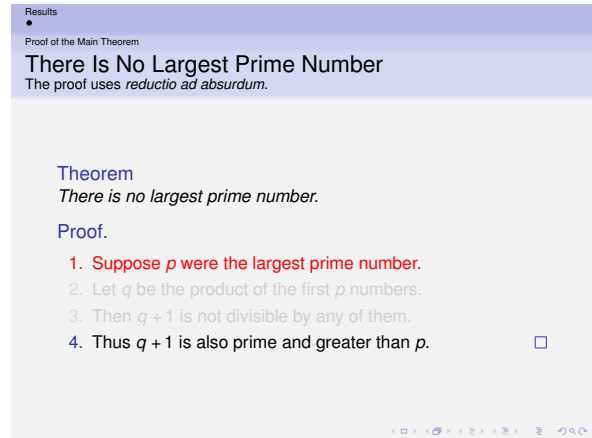 Results
Proof of the Main Theorem
There Is No Largest Prime Number
The proof uses reductio ad absurdum.
Theorem
There is no largest prime number.
Proof.
1. Suppose p were the largest prime number.
2. Let q be the product of the first p numbers.
3. Then q + 1 is not divisible by any of them.
4. Thus q + 1 is also prime and greater than p.